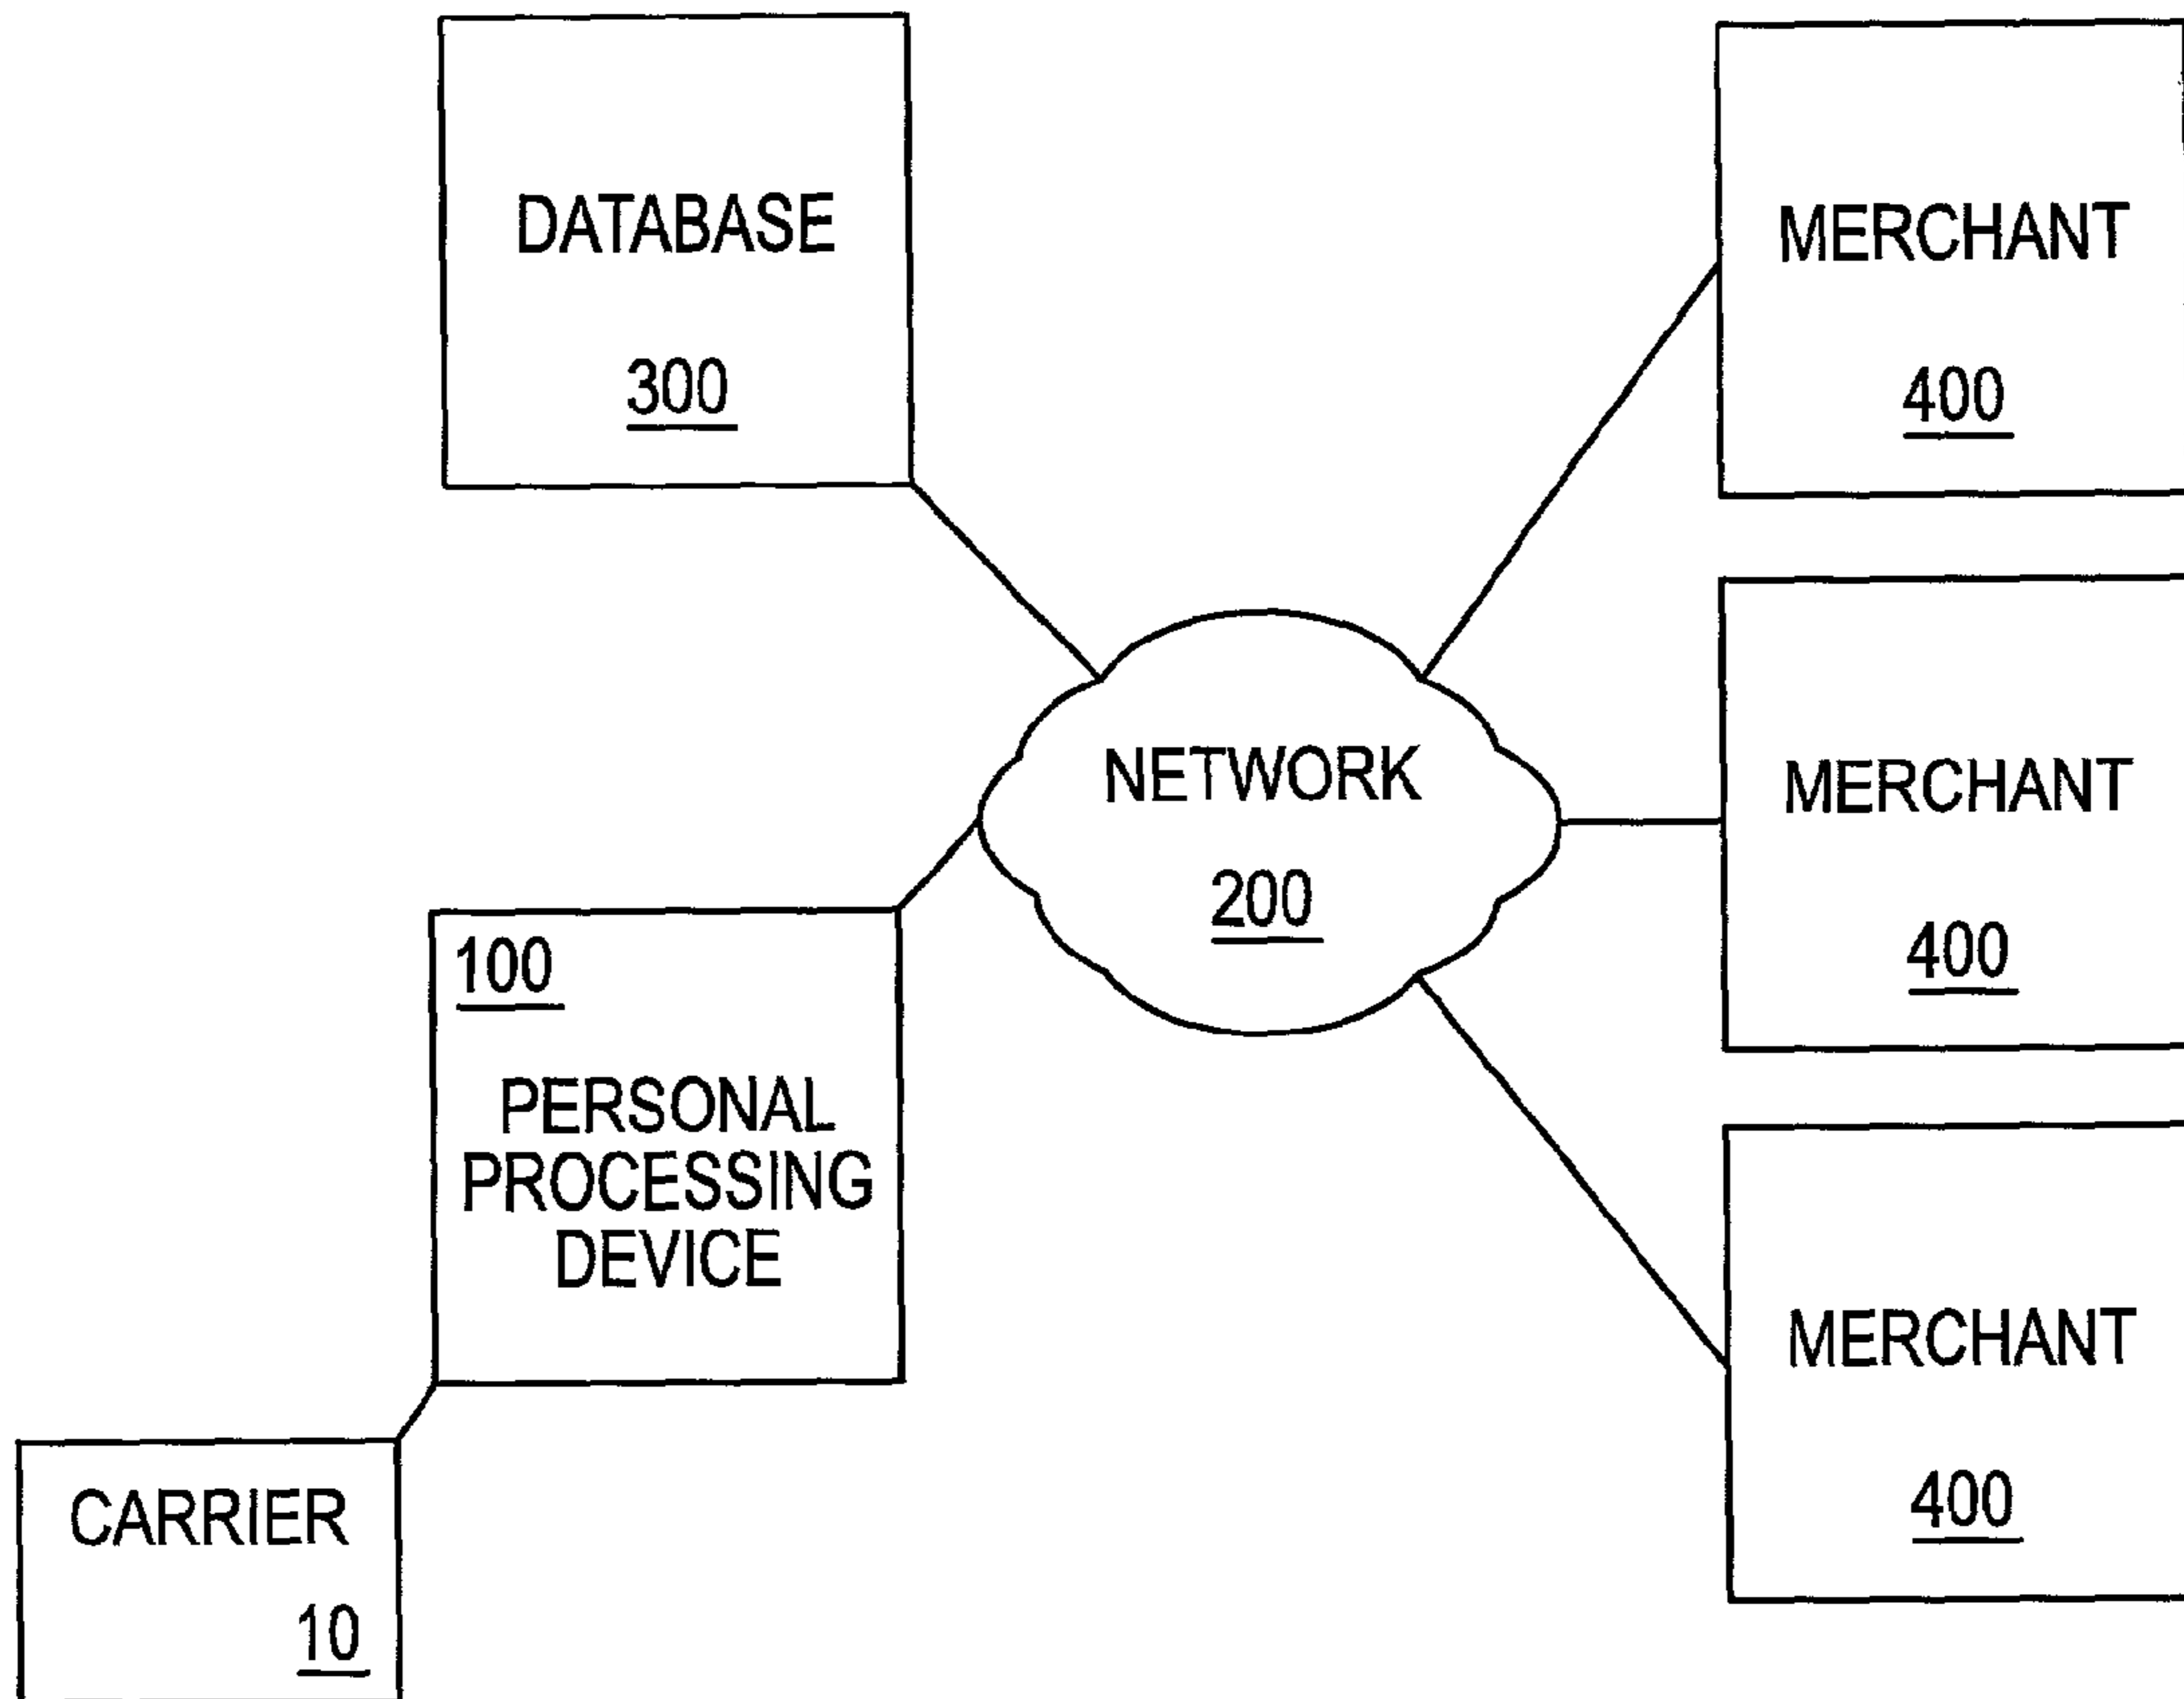 DATABASE
300
MERCHANT
400
NETWORK
200
MERCHANT
400
100
PERSONAL
PROCESSING
DEVICE
MERCHANT
400
CARRIER
10